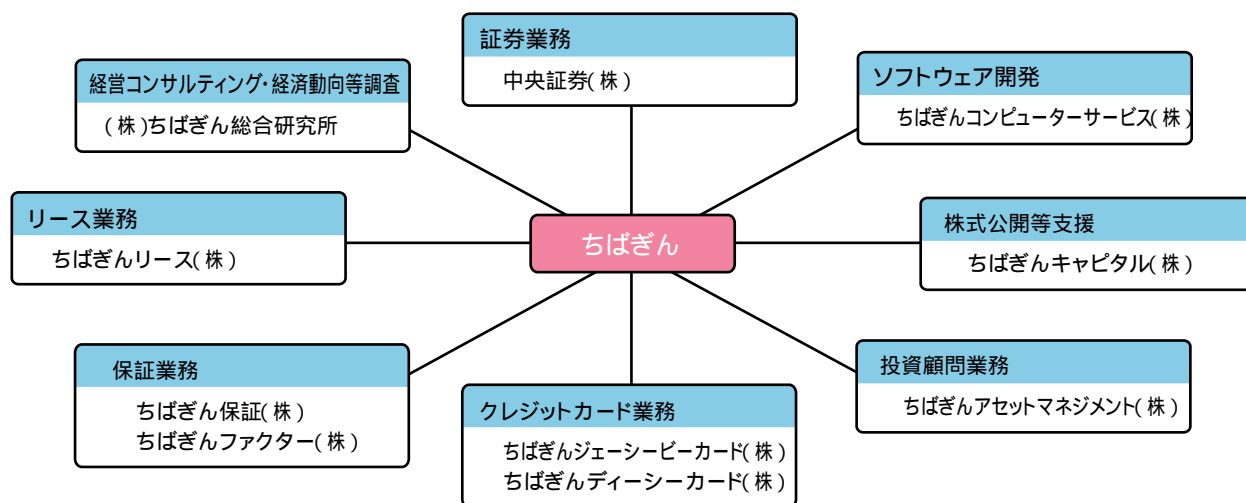 証券業務
中央証券(株)
経営コンサルティング・経済動向等調査
(株)ちばぎん総合研究所
ソフトウェア開発
ちばぎんコンピューターサービス(株)
リース業務
ちばぎんリース(株)
ちばぎん
株式公開等支援
ちばぎんキャピタル(株)
保証業務
ちばぎん保証(株)
ちばぎんファクター(株)
クレジットカード業務
ちばぎんジェーシービーカード(株)
ちばぎんディーシーカード(株)
投資顧問業務
ちばぎんアセットマネジメント(株)